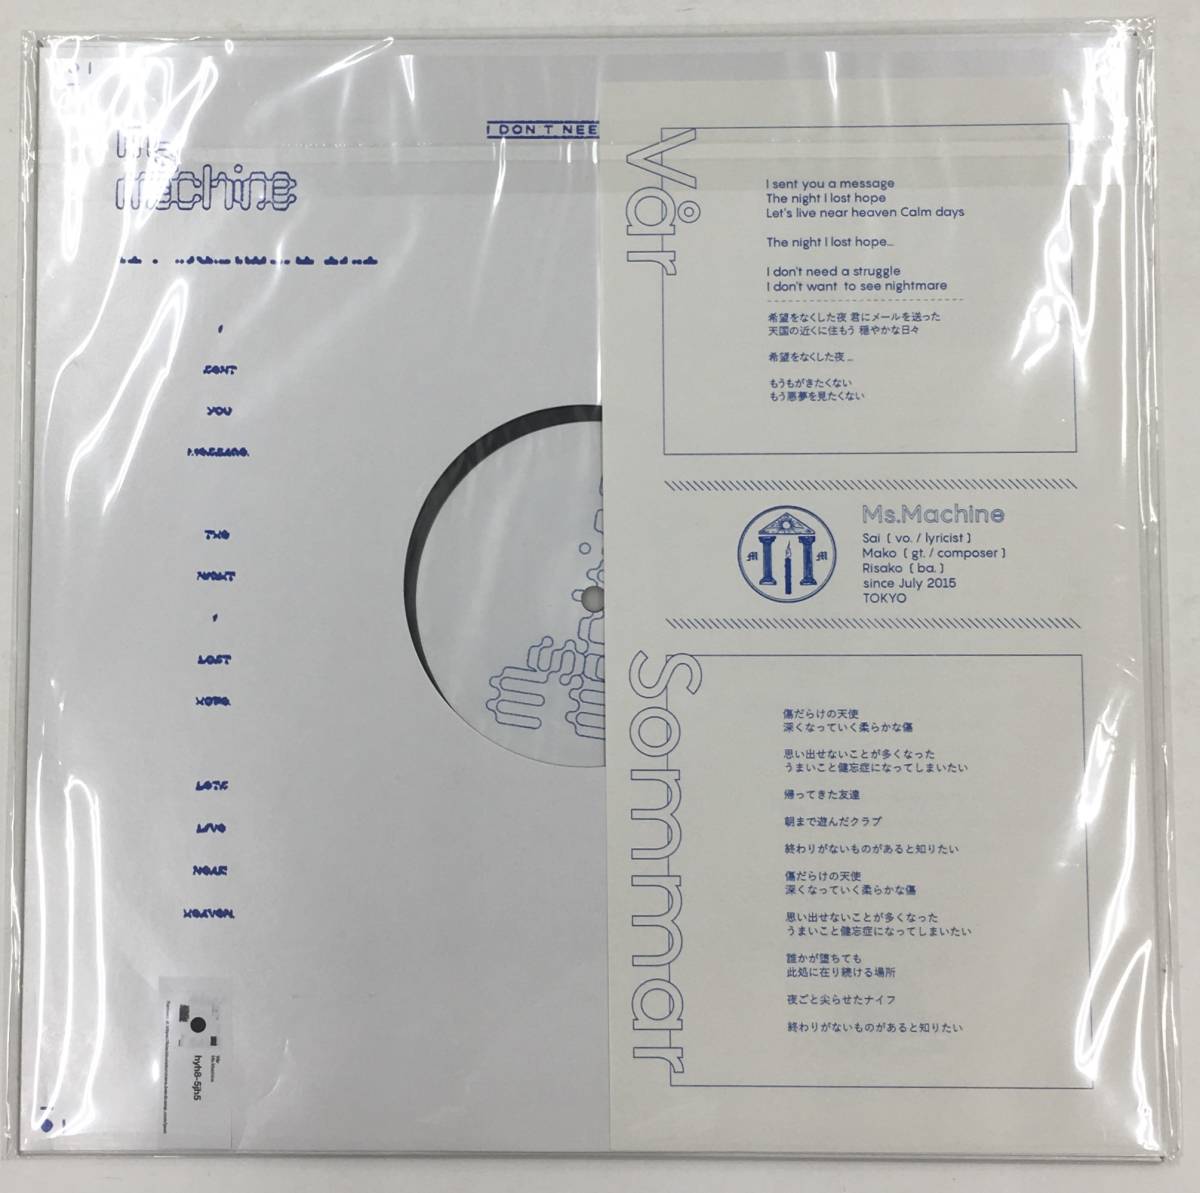 Ms.
machine
I
SENT
YOU
MESSAGE.
THE
NIGHT
I
LOST
HOPE.
LET'S
LIVE
NEAR
HEAVEN.
hyh8-5jh5
I DON'T NEE
Vår
I sent you a message
The night I lost hope
Let's live near heaven Calm days
The night I lost hope...
I don't need a struggle
I don't want to see nightmare
希望をなくした夜 君にメールを送った
天国の近くに住もう 穏やかな日々
希望をなくした夜...
もうもがきたくない
もう悪夢を見たくない
M M
Ms.Machine
Sai [ vo. / lyricist ]
Mako [ gt. / composer ]
Risako [ ba. ]
since July 2015
TOKYO
Sommar
傷だらけの天使
深くなっていく柔らかな傷
思い出せないことが多くなった
うまいこと健忘症になってしまいたい
帰ってきた友達
朝まで遊んだクラブ
終わりがないものがあると知りたい
傷だらけの天使
深くなっていく柔らかな傷
思い出せないことが多くなった
うまいこと健忘症になってしまいたい
誰かが堕ちても
此処に在り続ける場所
夜ごと尖らせたナイフ
終わりがないものがあると知りたい